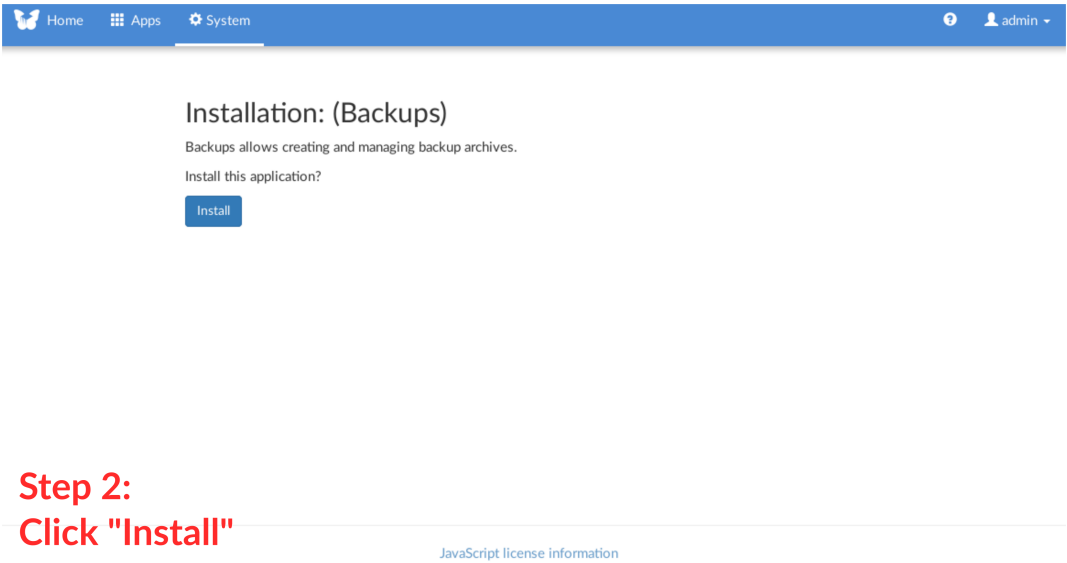 Home Apps System admin
Installation: (Backups)
Backups allows creating and managing backup archives.
Install this application?
Install
Step 2:
Click "Install"
JavaScript license information